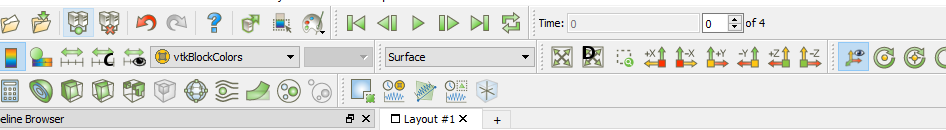 Time: 0 0 of 4
C vtkBlockColors Surface D +X -X +Y -Y +Z -Z
eline Browser Layout #1 +